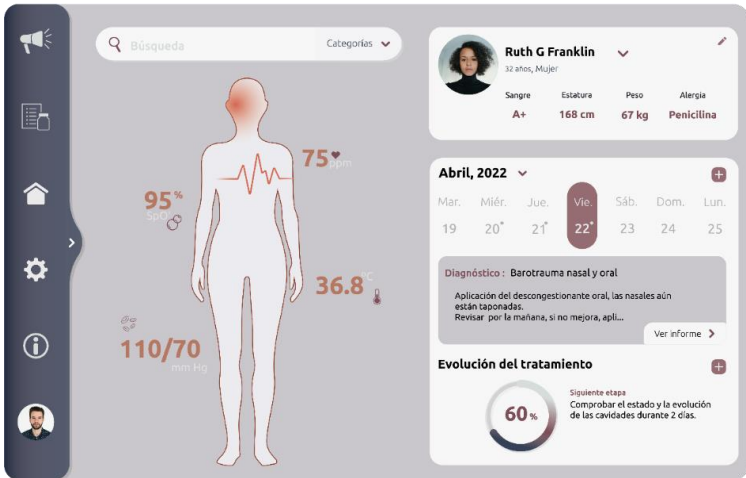 Búsqueda
Categorías
75 ppm
95 %
SpO
36.8 °C
110/70
mm Hg
Ruth G Franklin
32 años, Mujer
Sangre Estatura Peso Alergia
A+ 168 cm 67 kg Penicilina
Abril, 2022
Mar. Miér. Jue. Vie. Sáb. Dom. Lun.
19 20* 21* 22* 23 24 25
Diagnóstico : Barotrauma nasal y oral
Aplicación del descongestionante oral, las nasales aún
están taponadas.
Revisar por la mañana, si no mejora, apli...
Ver informe
Evolución del tratamiento
60 %
Siguiente etapa
Comprobar el estado y la evolución
de las cavidades durante 2 días.